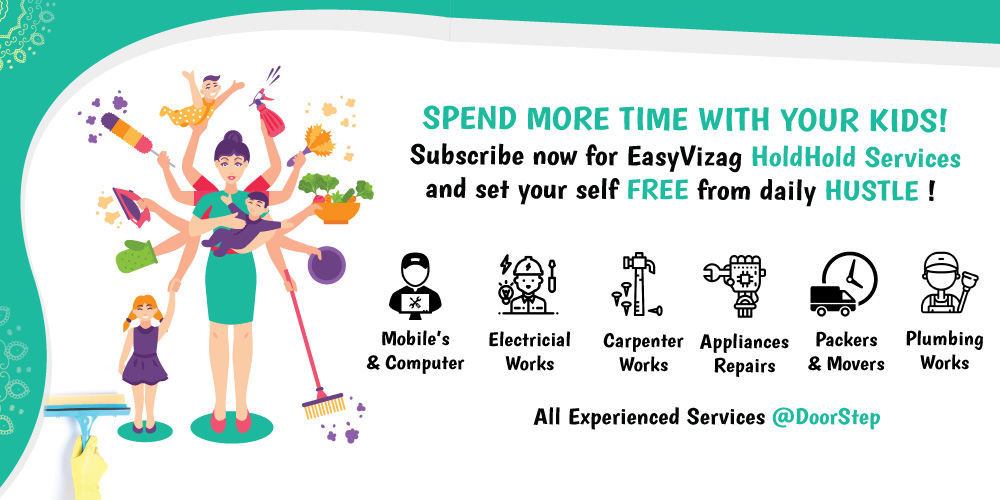 SPEND MORE TIME WITH YOUR KIDS!
Subscribe now for EasyVizag HoldHold Services
and set your self FREE from daily HUSTLE !
Mobile's
& Computer
Electricial
Works
Carpenter
Works
Appliances
Repairs
Packers
& Movers
Plumbing
Works
All Experienced Services @DoorStep